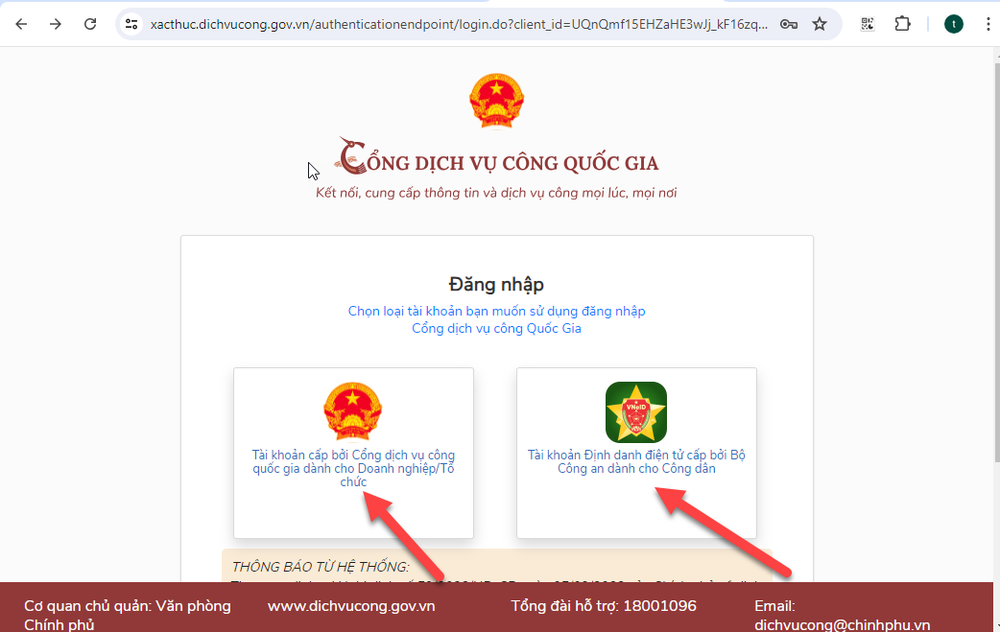 xacthuc.dichvucong.gov.vn/authenticationendpoint/login.do?client_id=UQnQmf15EHZaHE3wJj_kF16zq...
t
CỔNG DỊCH VỤ CÔNG QUỐC GIA
Kết nối, cung cấp thông tin và dịch vụ công mọi lúc, mọi nơi
Đăng nhập
Chọn loại tài khoản bạn muốn sử dụng đăng nhập
Cổng dịch vụ công Quốc Gia
VNeID
Tài khoản cấp bởi Cổng dịch vụ công
quốc gia dành cho Doanh nghiệp/Tổ
chức
Tài khoản Định danh điện tử cấp bởi Bộ
Công an dành cho Công dân
THÔNG BÁO TỪ HỆ THỐNG:
Cơ quan chủ quản: Văn phòng
Chính phủ
www.dichvucong.gov.vn
Tổng đài hỗ trợ: 18001096
Email:
dichvucong@chinhphu.vn